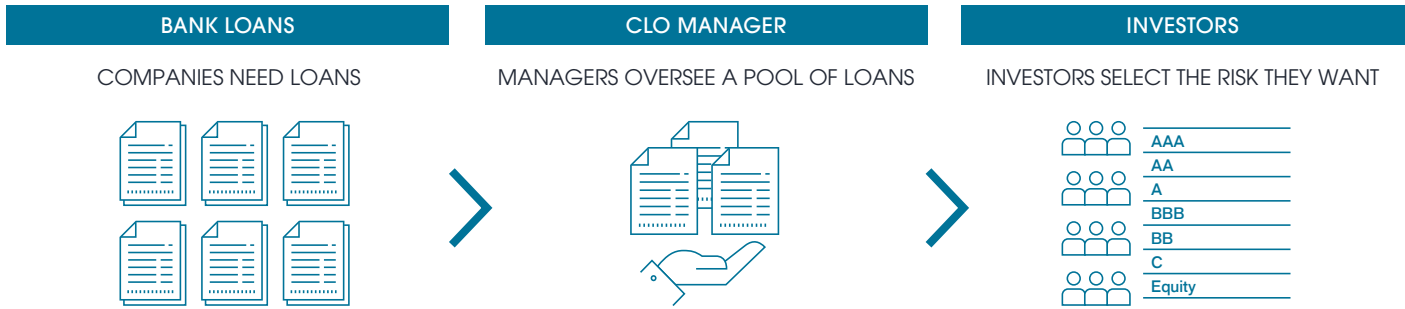 BANK LOANS
COMPANIES NEED LOANS
CLO MANAGER
MANAGERS OVERSEE A POOL OF LOANS
INVESTORS
INVESTORS SELECT THE RISK THEY WANT
AAA
AA
A
BBB
BB
C
Equity